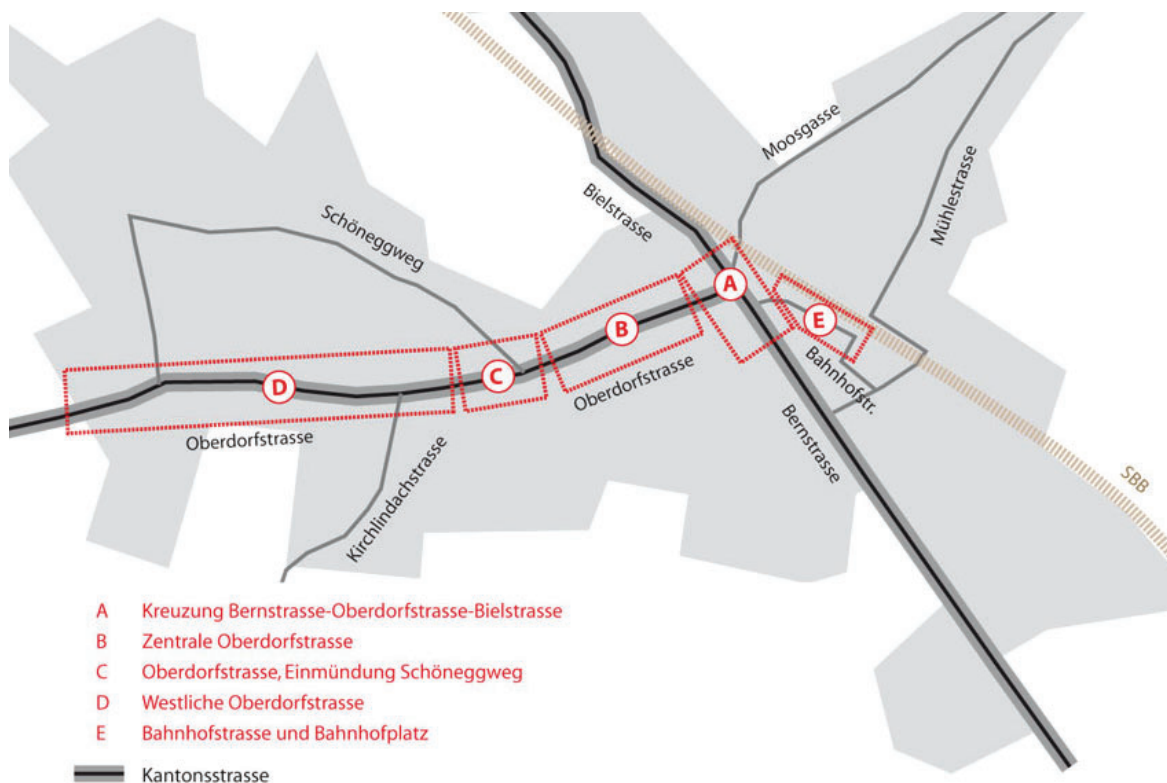 Moosgasse
Mühlestrasse
Bielstrasse
Schöneggweg
A
B
E
C
D
Bahnhofstr.
Oberdorfstrasse
Oberdorfstrasse
Bernstrasse
Kirchlindachstrasse
SBB
A Kreuzung Bernstrasse-Oberdorfstrasse-Bielstrasse
B Zentrale Oberdorfstrasse
C Oberdorfstrasse, Einmündung Schöneggweg
D Westliche Oberdorfstrasse
E Bahnhofstrasse und Bahnhofplatz
Kantonsstrasse